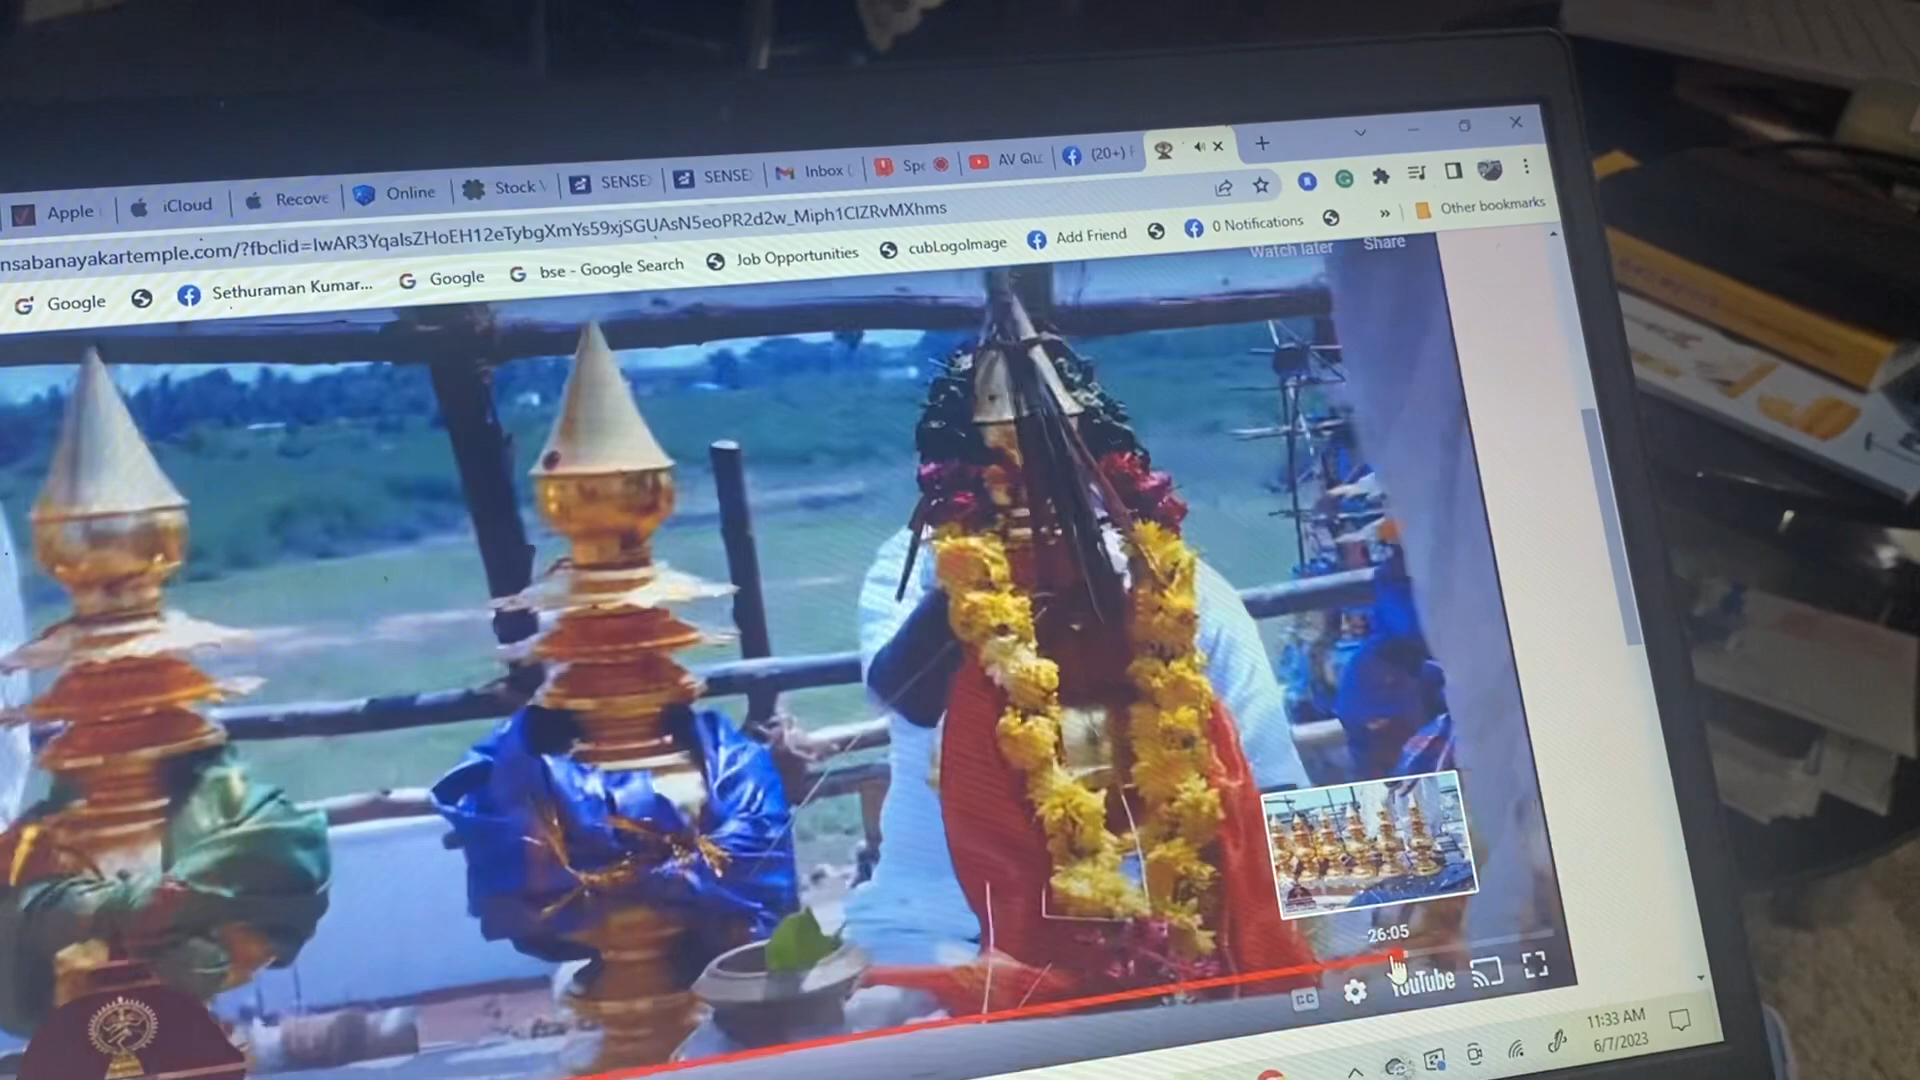 Apple
iCloud
Recove
Online
Stock
SENSE
SENSE
Inbox
Spe
AV
(20+)
nsabanayakartemple.com/?fbclid=IwAR3YqalsZHoEH12eTybgXmYs59xjSGUAsN5eoPR2d2w_Miph1ClZRvMXhms
Google
Sethuraman Kumar...
Google
bse - Google Search
Job Opportunities
cubLogoImage
Add Friend
0 Notifications
»
Other bookmarks
Watch later
Share
26:05
CC
YouTube
11:33 AM
6/7/2023